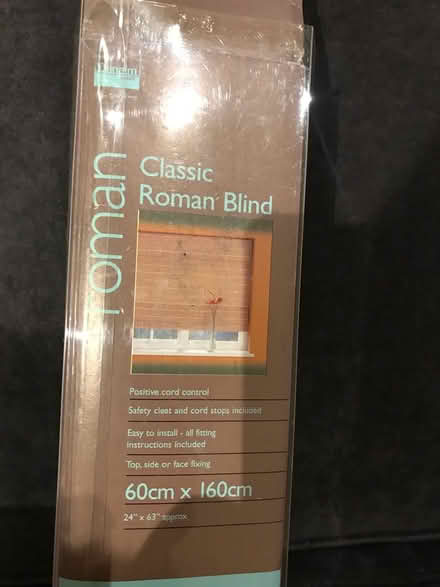 roman
Classic
Roman Blind
Positive cord control
Safety cleat and cord stops included
Easy to install - all fitting
instructions included
Top, side or face fixing
60cm x 160cm
24" x 63" approx